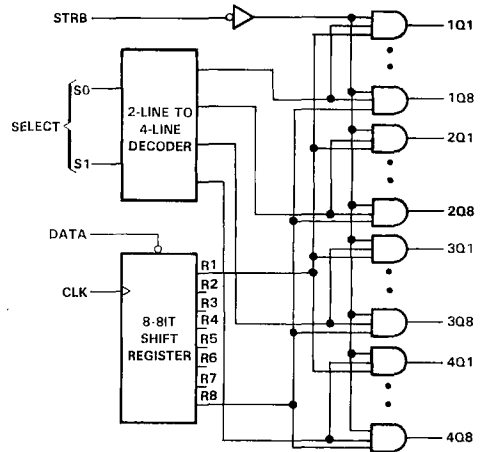 STRB
1Q1
S0
SELECT
S1
2-LINE TO
4-LINE
DECODER
1Q8
2Q1
2Q8
DATA
3Q1
CLK
8-BIT
SHIFT
REGISTER
R1
R2
R3
R4
R5
R6
R7
R8
3Q8
4Q1
4Q8